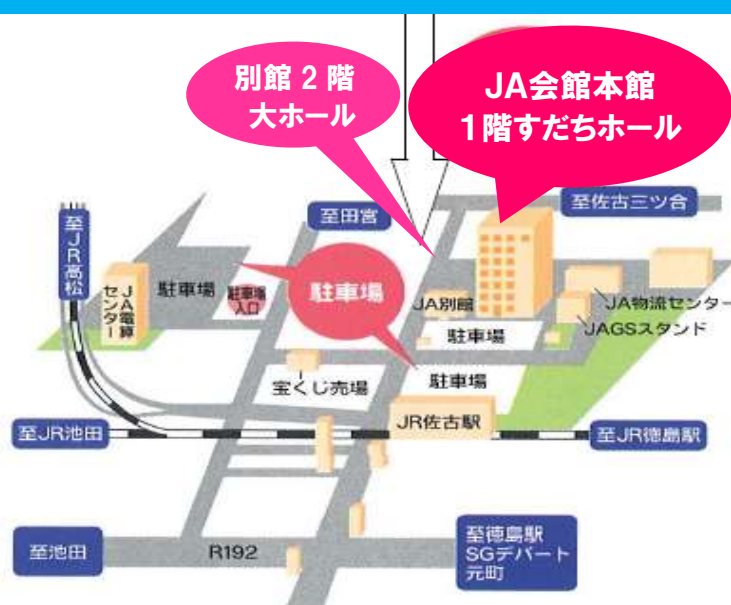 別館 2 階
大ホール
JA会館本館
1階すだちホール
至佐古三ツ合
至田宮
至JR高松
JA電算
センター
駐車場
駐車場
入口
駐車場
JA別館
JA物流センター
JAGSスタンド
駐車場
駐車場
宝くじ売場
JR佐古駅
至JR池田
至JR徳島駅
至池田
R192
至徳島駅
SGデパート
元町